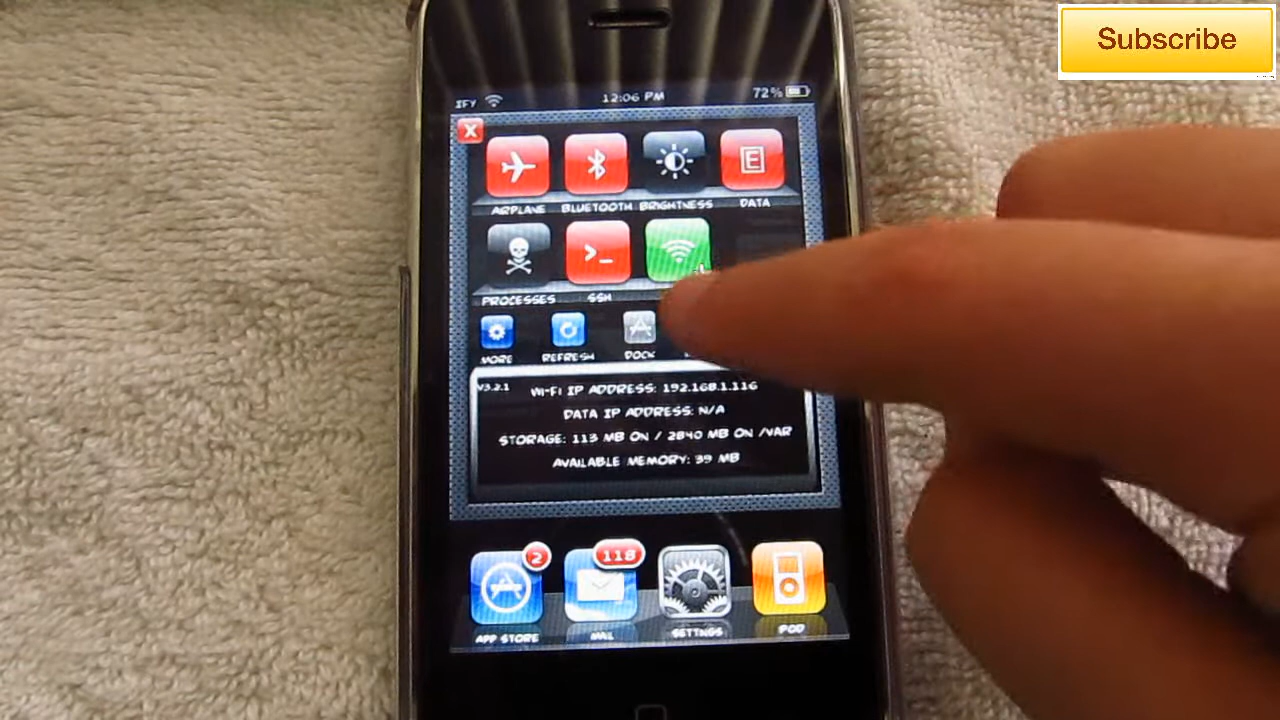 Subscribe
IFY 12:06 PM 72%
X
AIRPLANE BLUETOOTH BRIGHTNESS DATA
E
>_
PROCESSES SSH
MORE REFRESH DOCK
V3.2.1 WI-FI IP ADDRESS: 192.168.1.116
DATA IP ADDRESS: N/A
STORAGE: 113 MB ON / 2840 MB ON /VAR
AVAILABLE MEMORY: 39 MB
2 118
APP STORE MAIL SETTINGS POD